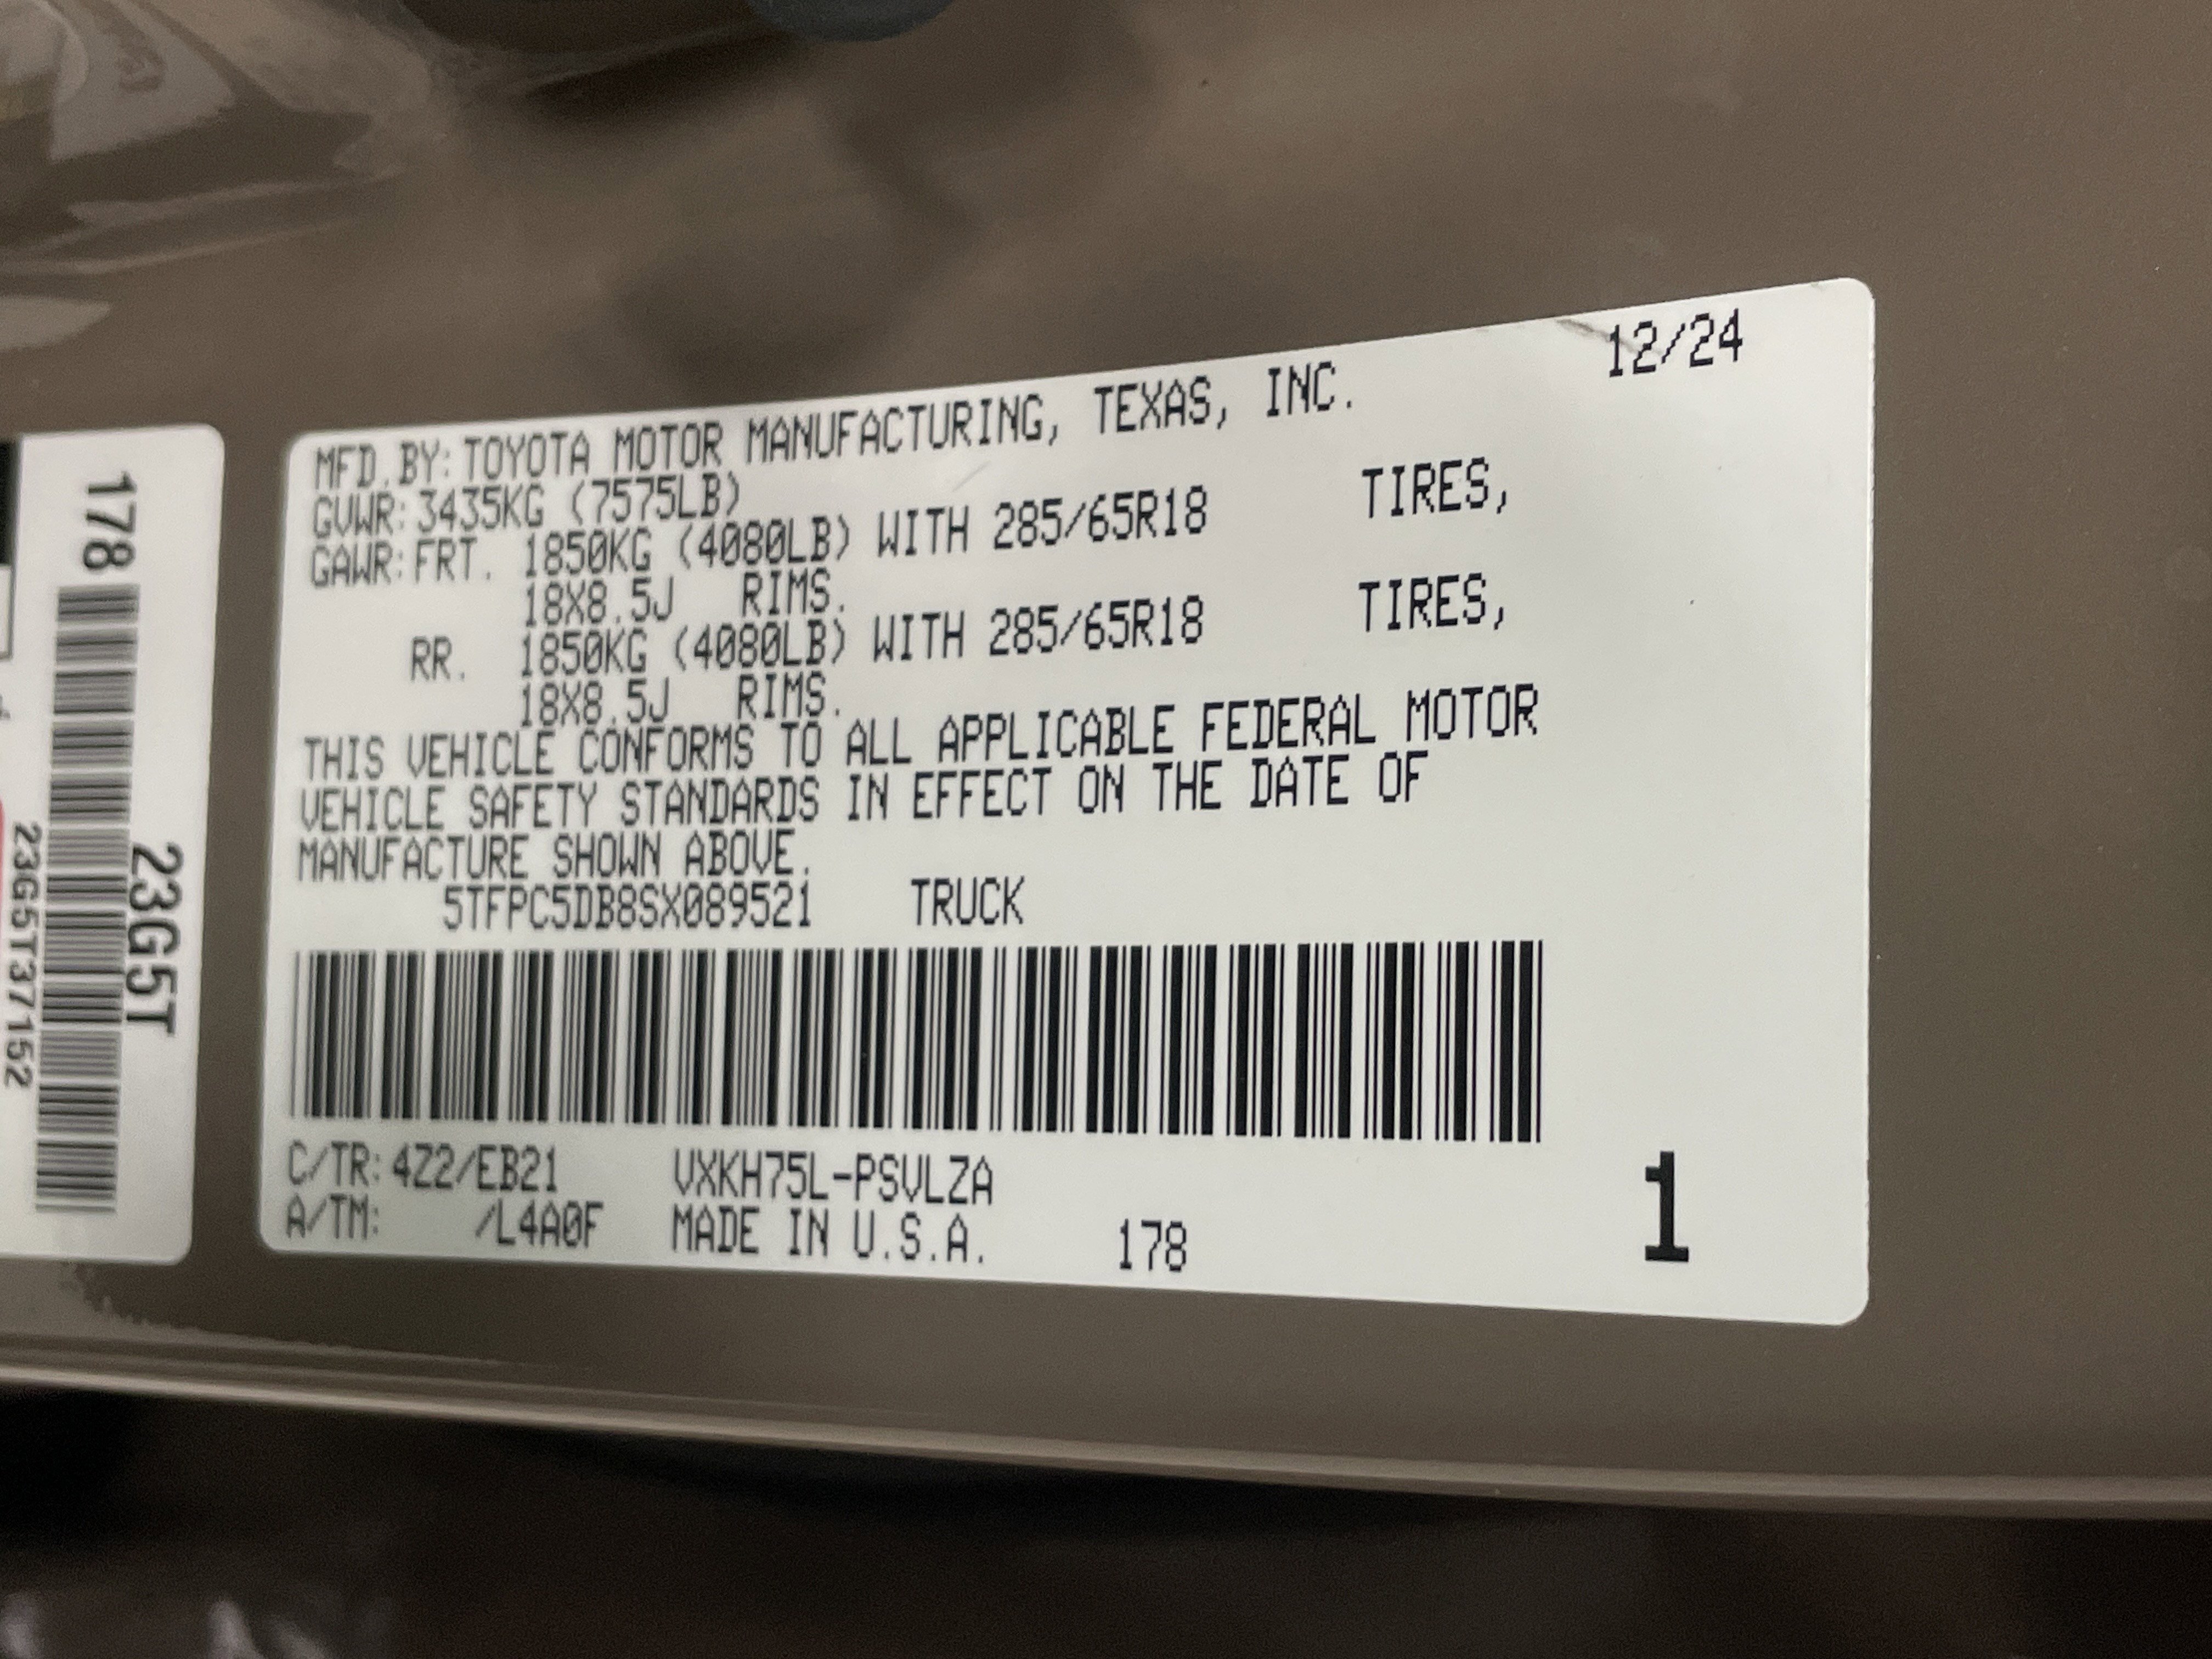 178
23G5T
23G5T37152
12/24
MFD.BY: TOYOTA MOTOR MANUFACTURING, TEXAS, INC.
GVWR: 3435KG (7575LB)
GAWR: FRT. 1850KG (4080LB) WITH 285/65R18 TIRES,
18X8.5J RIMS.
RR. 1850KG (4080LB) WITH 285/65R18 TIRES,
18X8.5J RIMS.
THIS VEHICLE CONFORMS TO ALL APPLICABLE FEDERAL MOTOR
VEHICLE SAFETY STANDARDS IN EFFECT ON THE DATE OF
MANUFACTURE SHOWN ABOVE.
5TFPC5DB8SX089521 TRUCK
C/TR: 4Z2/EB21 VXKH75L-PSVLZA
A/TM: /L4A0F MADE IN U.S.A. 178
1